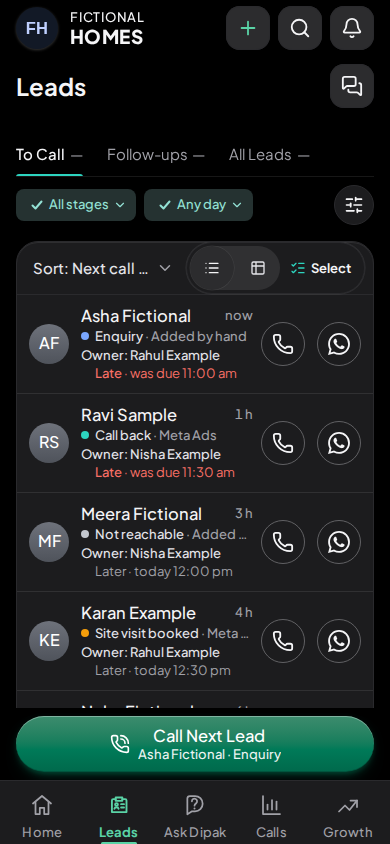 FH
FICTIONAL
HOMES
Leads
To Call — Follow-ups — All Leads —
All stages Any day
Sort: Next call ... Select
AF
Asha Fictional now
Enquiry · Added by hand
Owner: Rahul Example
Late · was due 11:00 am
RS
Ravi Sample 1 h
Call back · Meta Ads
Owner: Nisha Example
Late · was due 11:30 am
MF
Meera Fictional 3 h
Not reachable · Added ...
Owner: Nisha Example
Later · today 12:00 pm
KE
Karan Example 4 h
Site visit booked · Meta ...
Owner: Rahul Example
Later · today 12:30 pm
Call Next Lead
Asha Fictional · Enquiry
Home Leads Ask Dipak Calls Growth